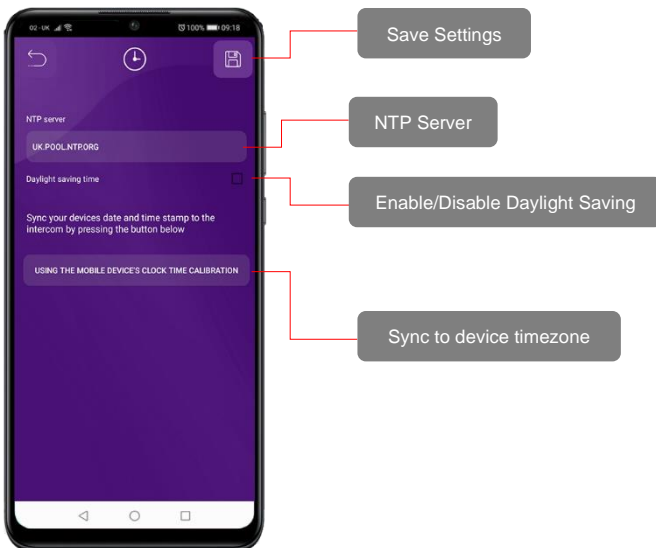 02-UK 100% 09:18
Save Settings
NTP server
NTP Server
UK.POOL.NTP.ORG
Daylight saving time
Enable/Disable Daylight Saving
Sync your devices date and time stamp to the
intercom by pressing the button below
USING THE MOBILE DEVICE'S CLOCK TIME CALIBRATION
Sync to device timezone